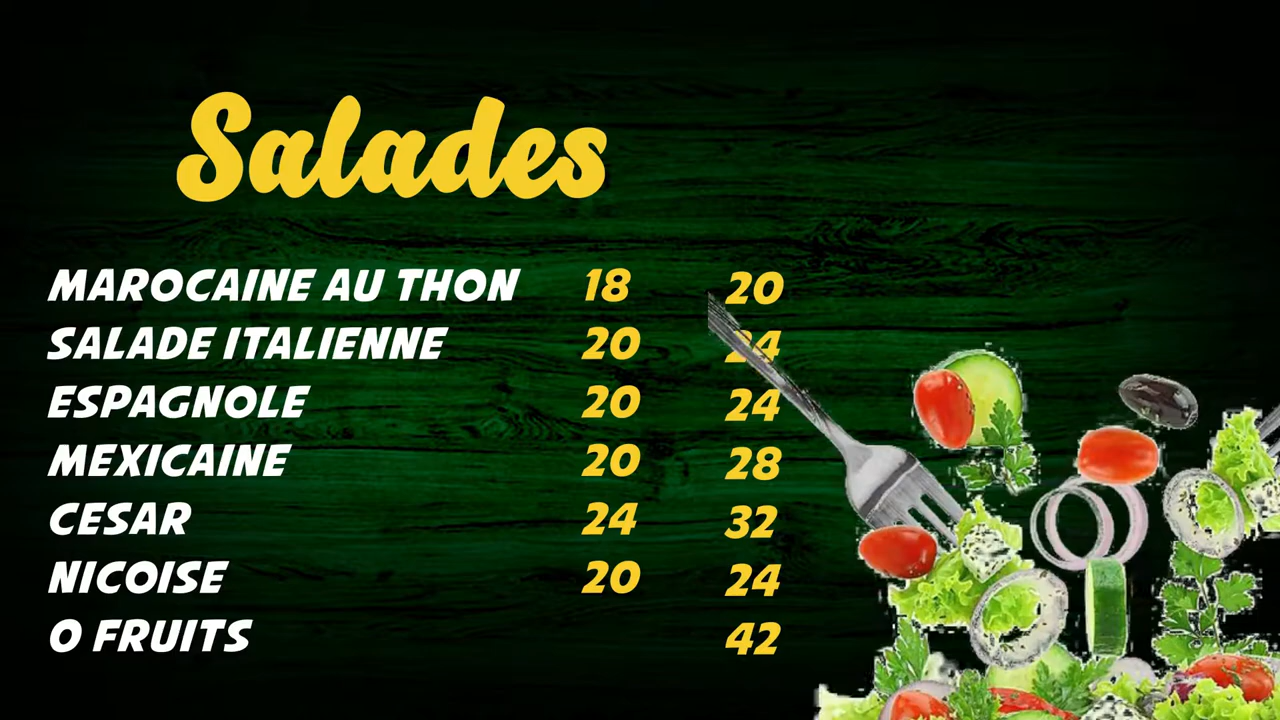 Salades
MAROCAINE AU THON 18 20
SALADE ITALIENNE 20 24
ESPAGNOLE 20 24
MEXICAINE 20 28
CESAR 24 32
NICOISE 20 24
O FRUITS 42